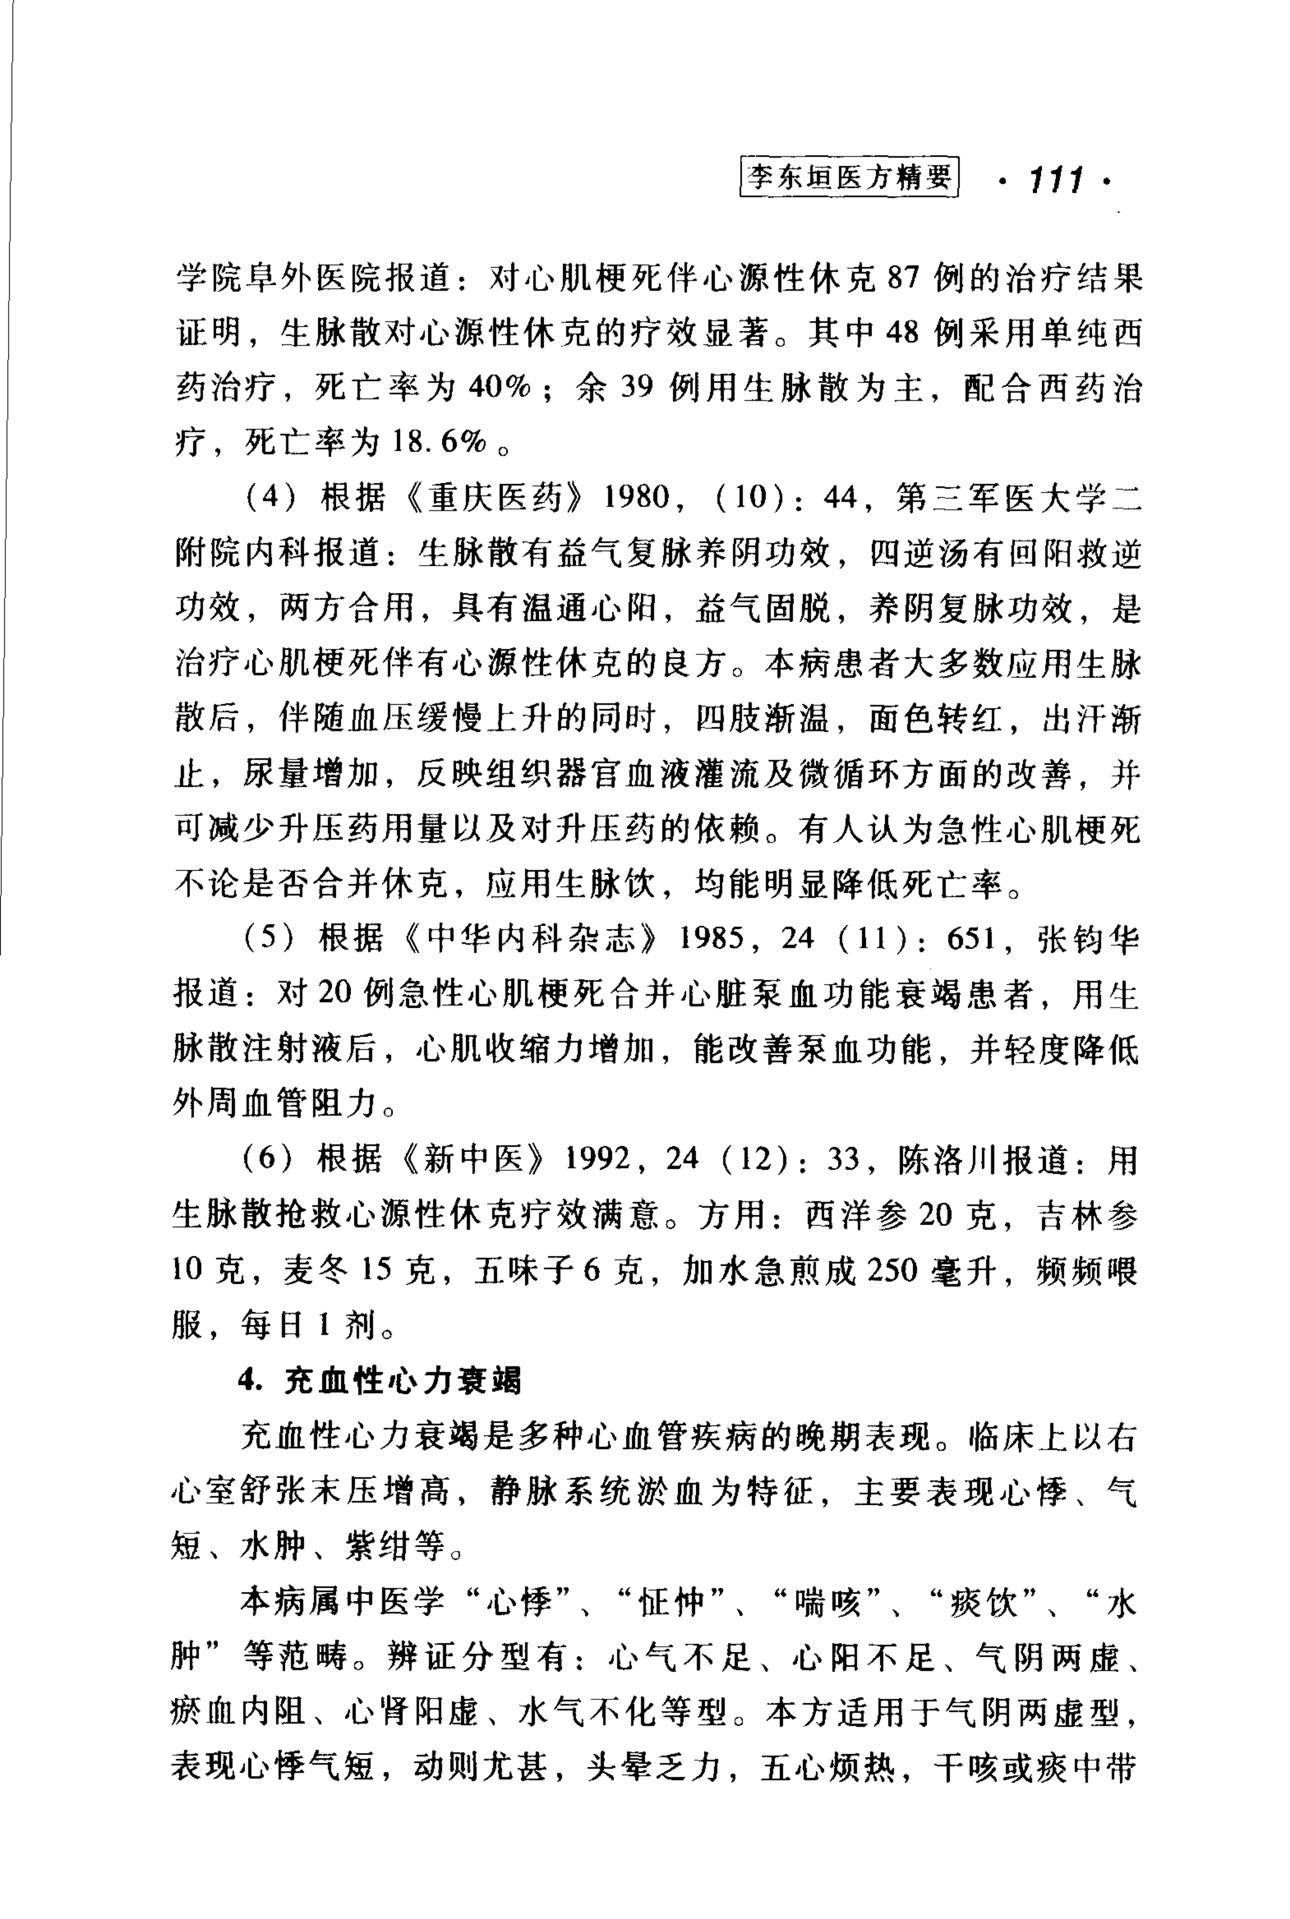 李东垣医方精要 ·111·
学院阜外医院报道：对心肌梗死伴心源性休克 87 例的治疗结果
证明，生脉散对心源性休克的疗效显著。其中 48 例采用单纯西
药治疗，死亡率为 40%；余 39 例用生脉散为主，配合西药治
疗，死亡率为 18.6%。
（4）根据《重庆医药》1980，（10）：44，第三军医大学二
附院内科报道：生脉散有益气复脉养阴功效，四逆汤有回阳救逆
功效，两方合用，具有温通心阳，益气固脱，养阴复脉功效，是
治疗心肌梗死伴有心源性休克的良方。本病患者大多数应用生脉
散后，伴随血压缓慢上升的同时，四肢渐温，面色转红，出汗渐
止，尿量增加，反映组织器官血液灌流及微循环方面的改善，并
可减少升压药用量以及对升压药的依赖。有人认为急性心肌梗死
不论是否合并休克，应用生脉饮，均能明显降低死亡率。
（5）根据《中华内科杂志》1985，24（11）：651，张钧华
报道：对 20 例急性心肌梗死合并心脏泵血功能衰竭患者，用生
脉散注射液后，心肌收缩力增加，能改善泵血功能，并轻度降低
外周血管阻力。
（6）根据《新中医》1992，24（12）：33，陈洛川报道：用
生脉散抢救心源性休克疗效满意。方用：西洋参 20 克，吉林参
10 克，麦冬 15 克，五味子 6 克，加水急煎成 250 毫升，频频喂
服，每日 1 剂。
4. 充血性心力衰竭
充血性心力衰竭是多种心血管疾病的晚期表现。临床上以右
心室舒张末压增高，静脉系统淤血为特征，主要表现心悸、气
短、水肿、紫绀等。
本病属中医学“心悸”、“怔忡”、“喘咳”、“痰饮”、“水
肿”等范畴。辨证分型有：心气不足、心阳不足、气阴两虚、
瘀血内阻、心肾阳虚、水气不化等型。本方适用于气阴两虚型，
表现心悸气短，动则尤甚，头晕乏力，五心烦热，干咳或痰中带